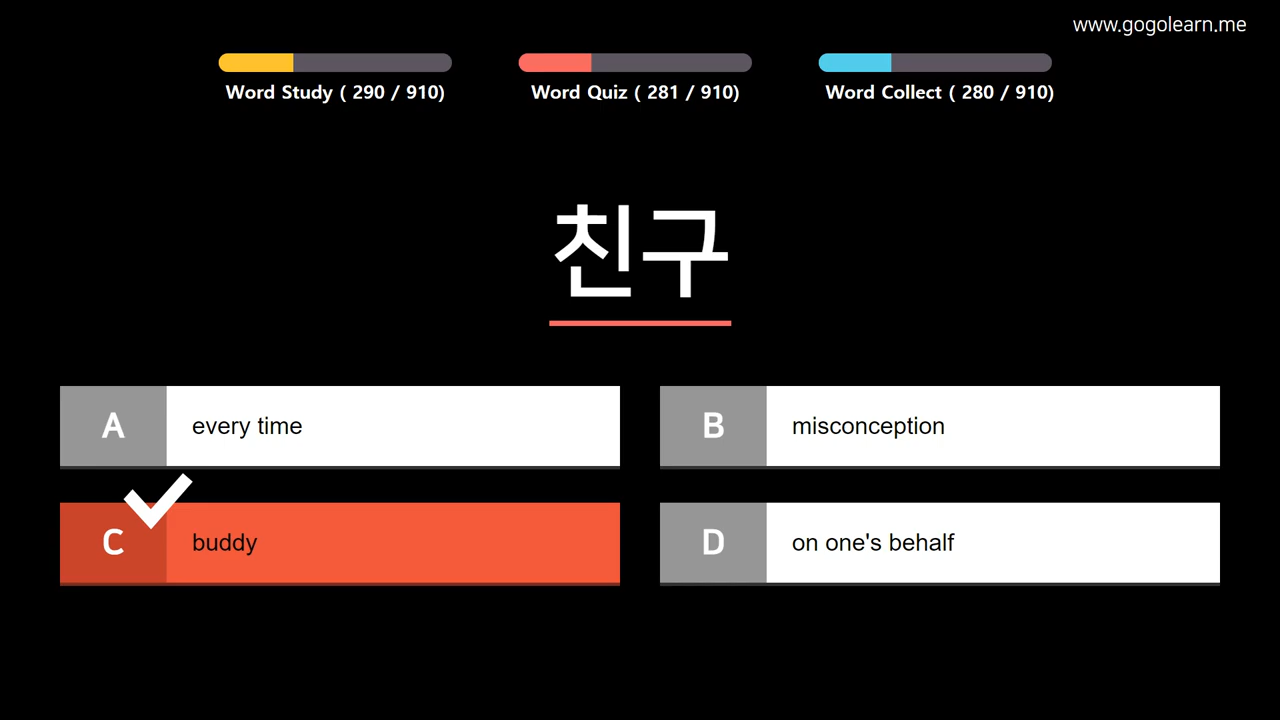 www.gogolearn.me
Word Study ( 290 / 910)
Word Quiz ( 281 / 910)
Word Collect ( 280 / 910)
친구
A
every time
B
misconception
C
buddy
D
on one's behalf